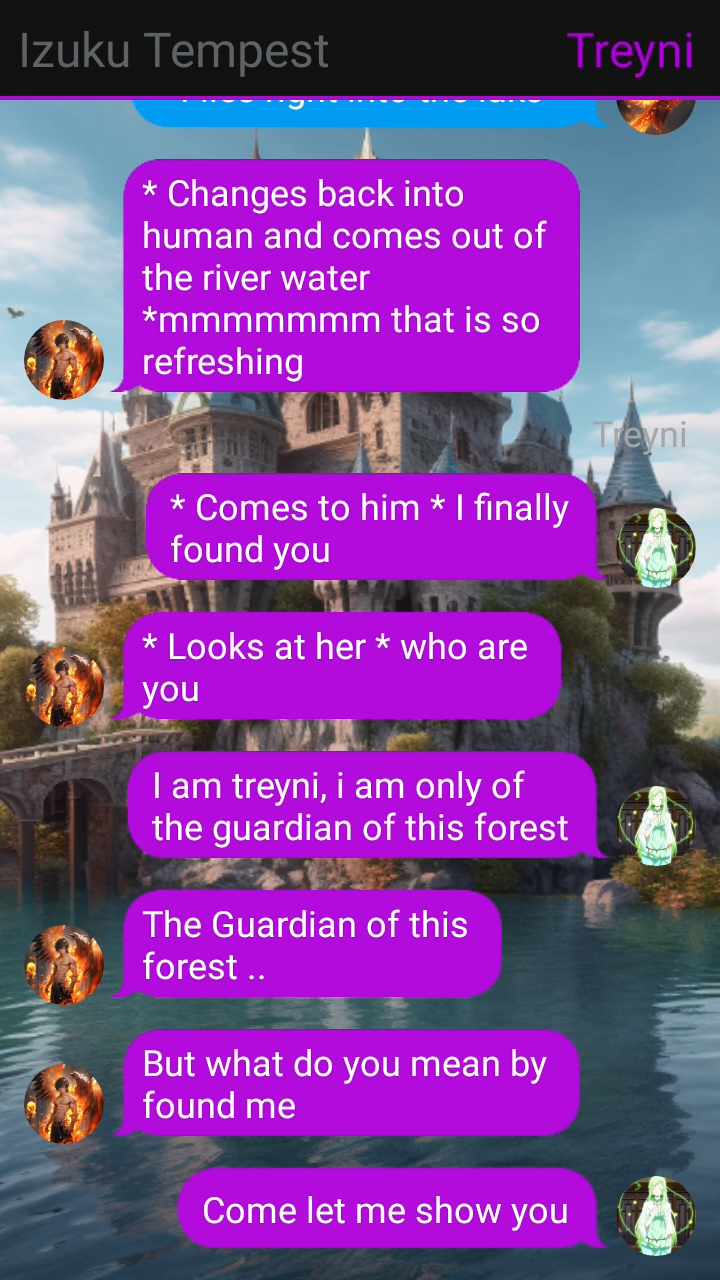 Izuku Tempest
Treyni
* Changes back into
human and comes out of
the river water
*mmmmmmm that is so
refreshing
Treyni
* Comes to him * I finally
found you
* Looks at her * who are
you
I am treyni, i am only of
the guardian of this forest
The Guardian of this
forest ..
But what do you mean by
found me
Come let me show you